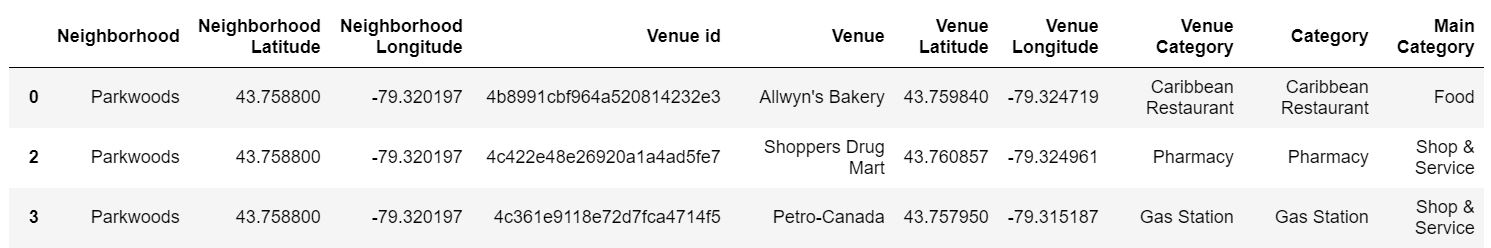 Neighborhood Neighborhood Latitude Neighborhood Longitude Venue id Venue Venue Latitude Venue Longitude Venue Category Category Main Category
0 Parkwoods 43.758800 -79.320197 4b8991cbf964a520814232e3 Allwyn's Bakery 43.759840 -79.324719 Caribbean Restaurant Caribbean Restaurant Food
2 Parkwoods 43.758800 -79.320197 4c422e48e26920a1a4ad5fe7 Shoppers Drug Mart 43.760857 -79.324961 Pharmacy Pharmacy Shop & Service
3 Parkwoods 43.758800 -79.320197 4c361e9118e72d7fca4714f5 Petro-Canada 43.757950 -79.315187 Gas Station Gas Station Shop & Service